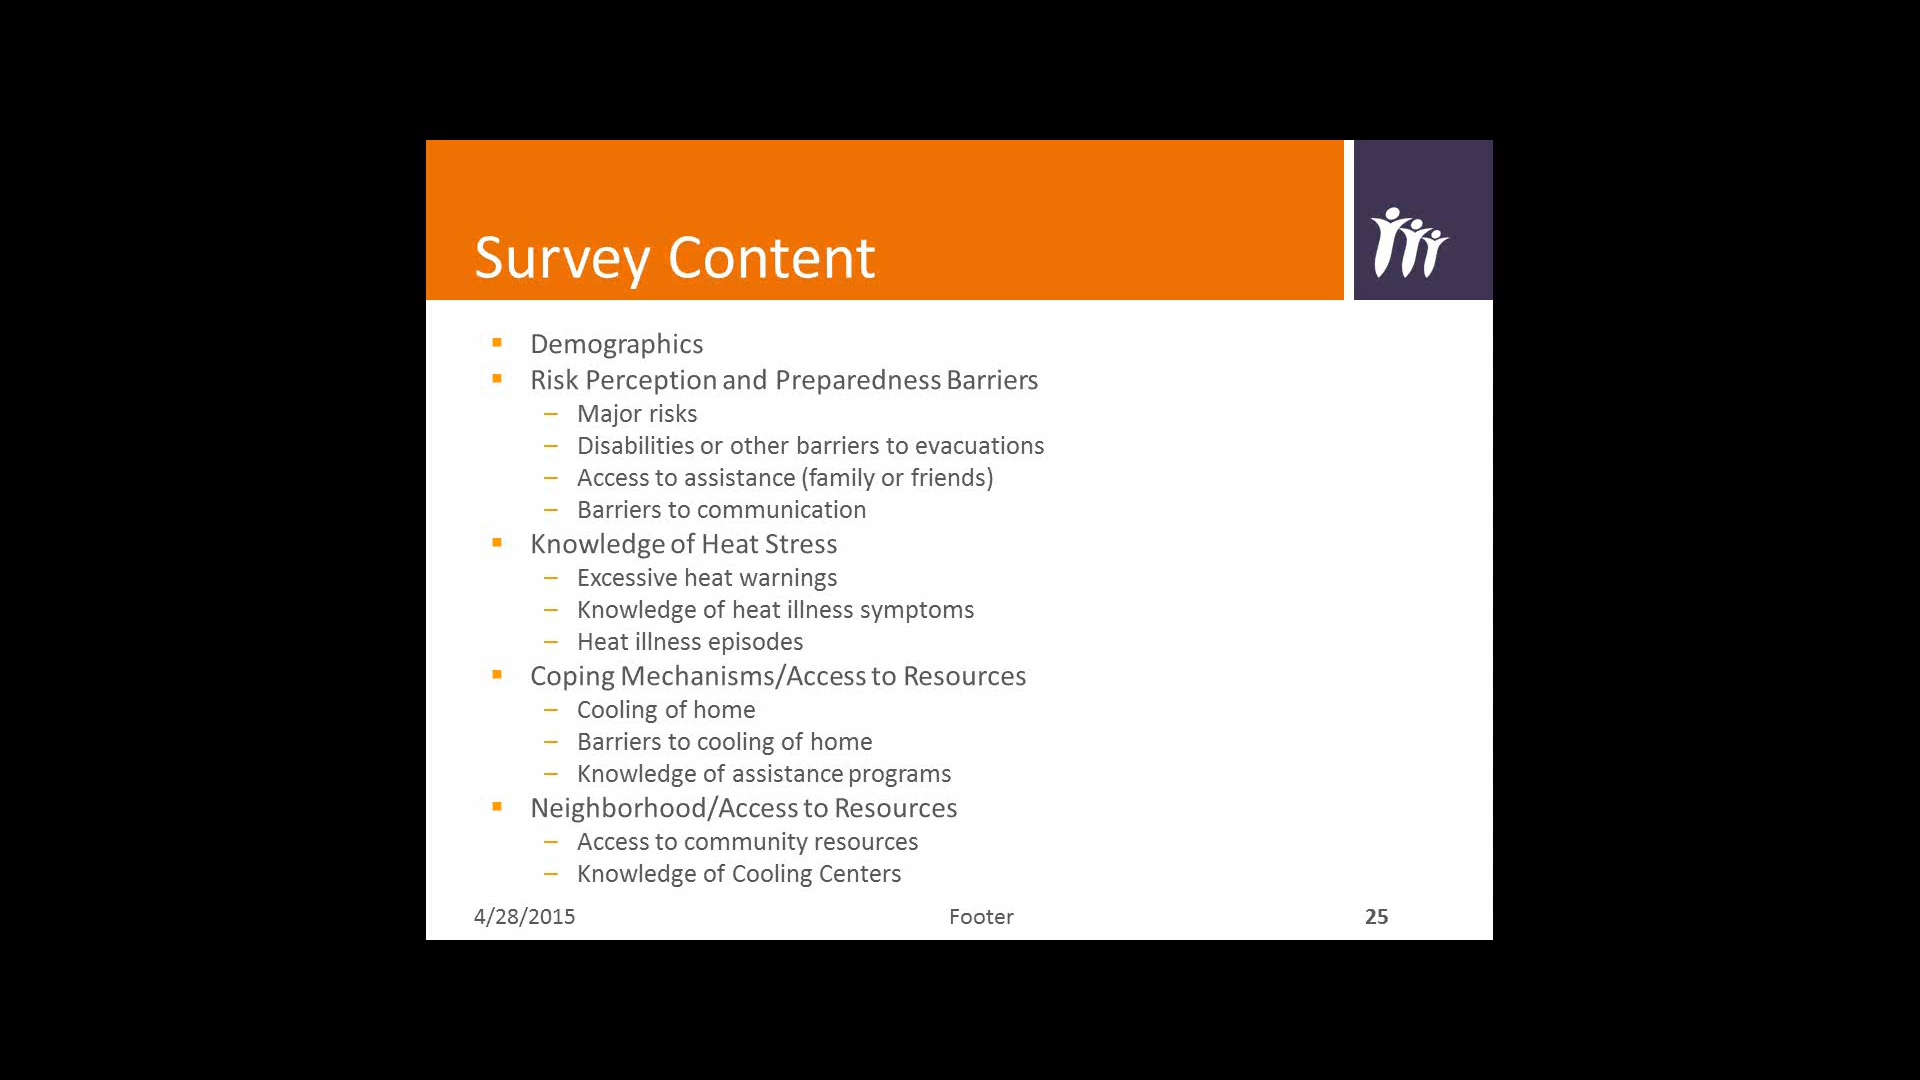 Survey Content
Demographics
Risk Perception and Preparedness Barriers
– Major risks
– Disabilities or other barriers to evacuations
– Access to assistance (family or friends)
– Barriers to communication
Knowledge of Heat Stress
– Excessive heat warnings
– Knowledge of heat illness symptoms
– Heat illness episodes
Coping Mechanisms/Access to Resources
– Cooling of home
– Barriers to cooling of home
– Knowledge of assistance programs
Neighborhood/Access to Resources
– Access to community resources
– Knowledge of Cooling Centers
4/28/2015 Footer 25